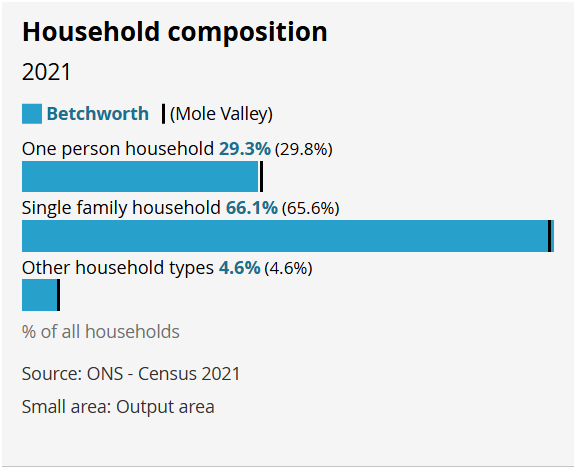 Household composition
2021
Betchworth (Mole Valley)
One person household 29.3% (29.8%)
Single family household 66.1% (65.6%)
Other household types 4.6% (4.6%)
% of all households
Source: ONS - Census 2021
Small area: Output area